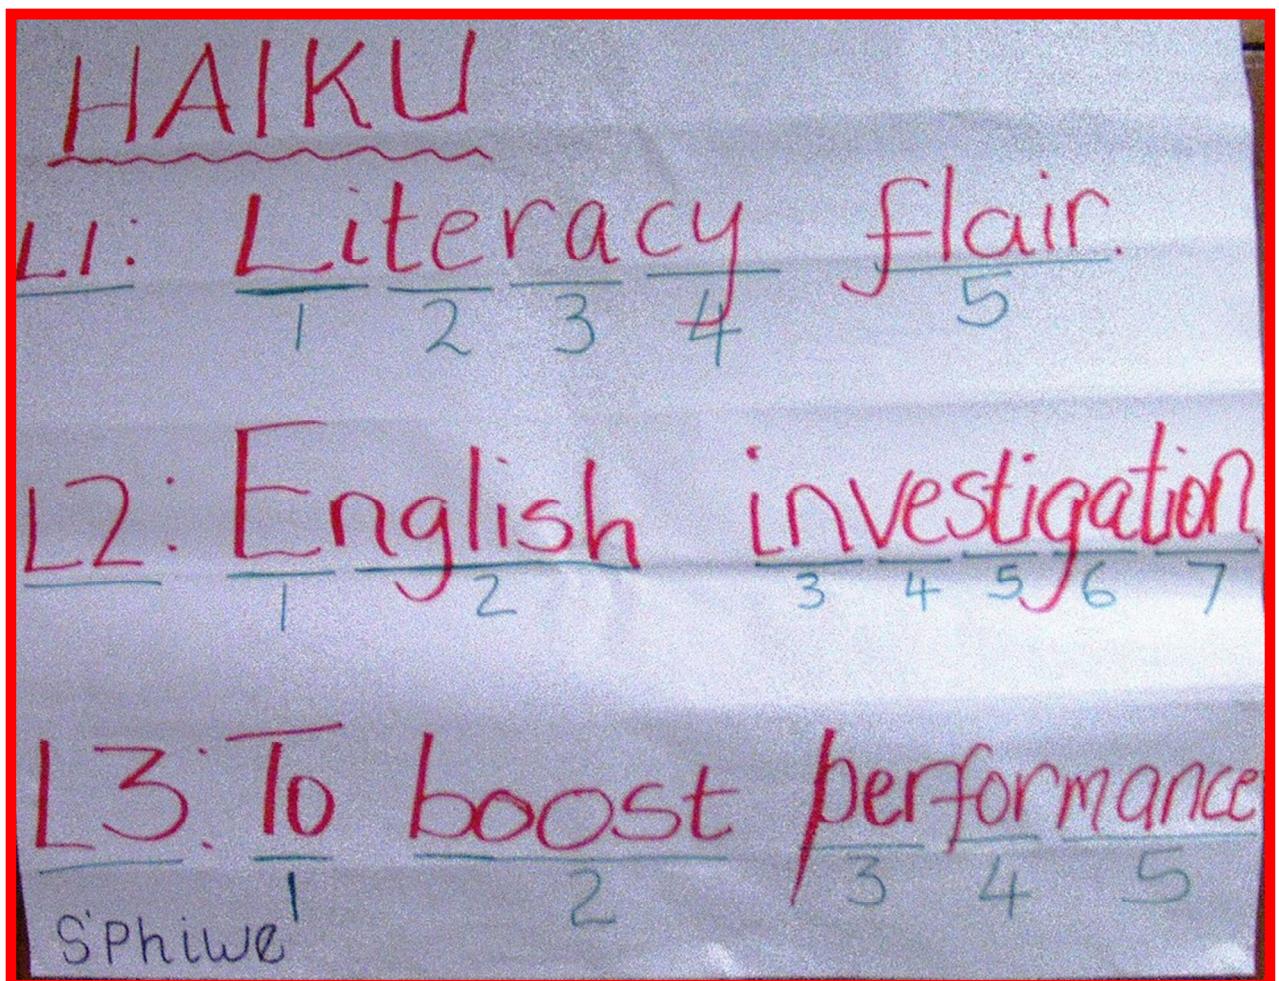 HAIKU
L1: Literacy flair.
1 2 3 4 5
L2: English investigation.
1 2 3 4 5 6 7
L3: To boost performance
1 2 3 4 5
S'Phiwe